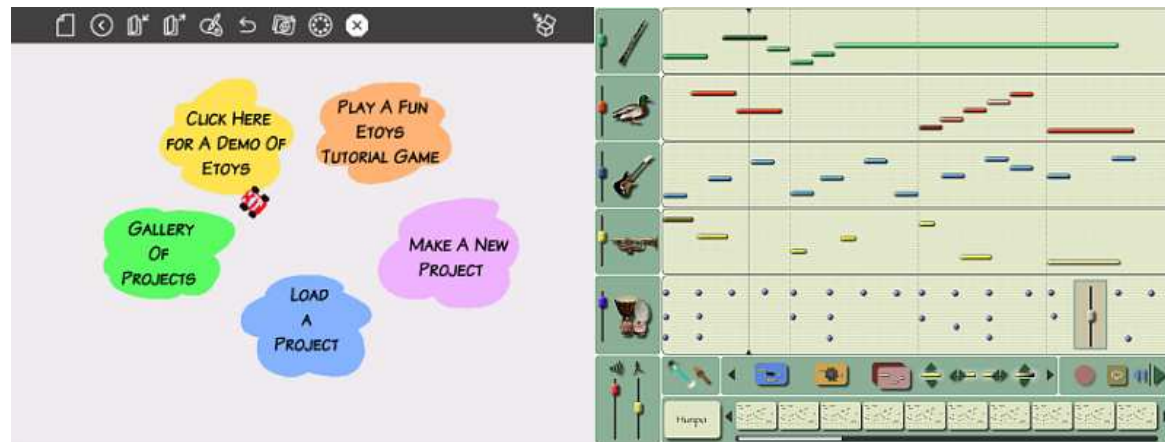 CLICK HERE
FOR A DEMO OF
ETOYS
PLAY A FUN
ETOYS
TUTORIAL GAME
GALLERY
OF
PROJECTS
MAKE A NEW
PROJECT
LOAD
A
PROJECT